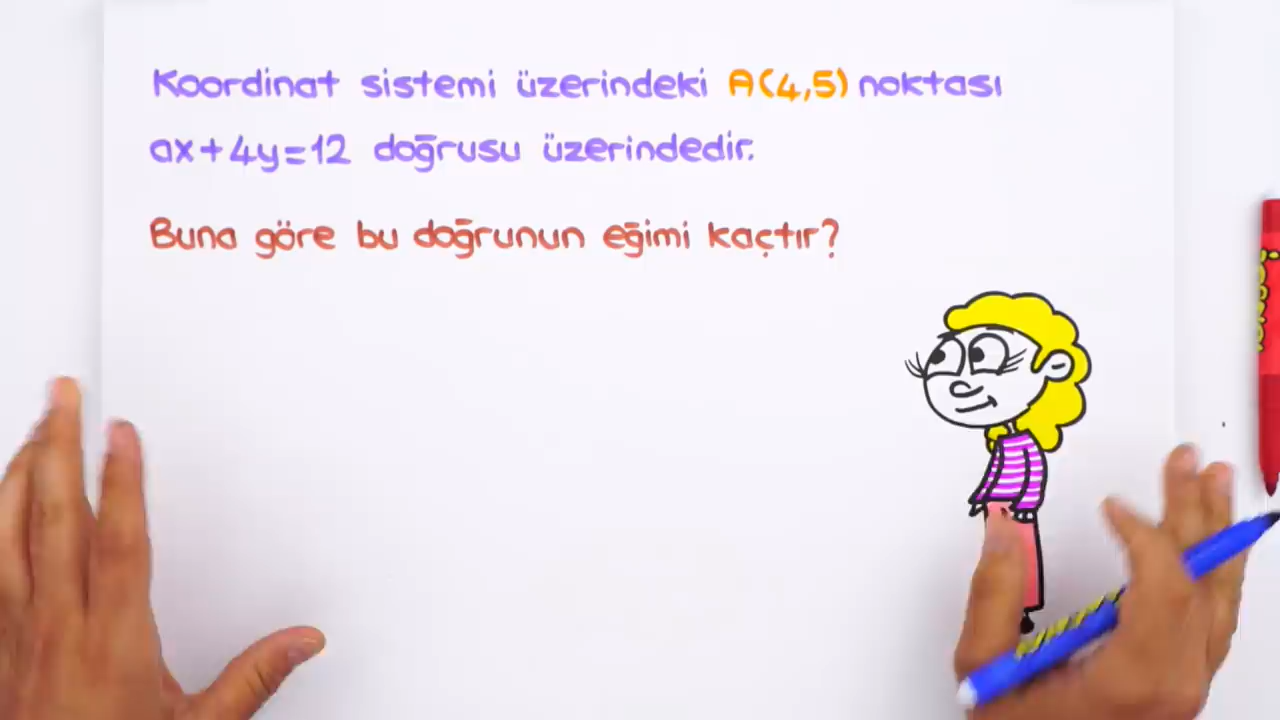 Koordinat sistemi üzerindeki A(4,5) noktası
ax+4y=12 doğrusu üzerindedir.
Buna göre bu doğrunun eğimi kaçtır?